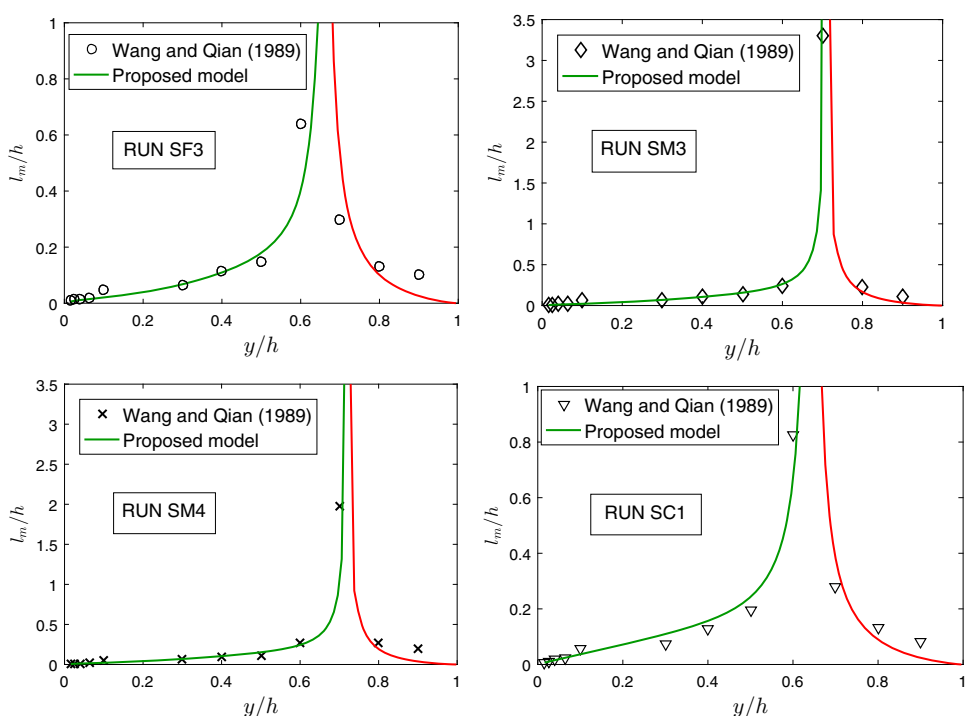 1
0.8
0.6
0.4
0.2
0
l_m/h
Wang and Qian (1989)
Proposed model
RUN SF3
0 0.2 0.4 0.6 0.8 1
y/h
3.5
3
2.5
2
1.5
1
0.5
0
l_m/h
Wang and Qian (1989)
Proposed model
RUN SM3
0 0.2 0.4 0.6 0.8 1
y/h
3.5
3
2.5
2
1.5
1
0.5
0
l_m/h
Wang and Qian (1989)
Proposed model
RUN SM4
0 0.2 0.4 0.6 0.8 1
y/h
1
0.8
0.6
0.4
0.2
0
l_m/h
Wang and Qian (1989)
Proposed model
RUN SC1
0 0.2 0.4 0.6 0.8 1
y/h